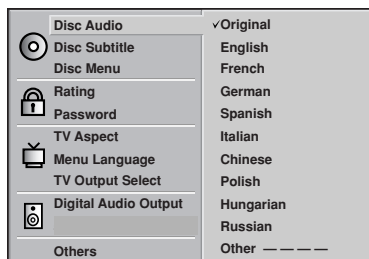 Disc Audio
Disc Subtitle
Disc Menu
Rating
Password
TV Aspect
Menu Language
TV Output Select
Digital Audio Output
Others
✓Original
English
French
German
Spanish
Italian
Chinese
Polish
Hungarian
Russian
Other — — — —